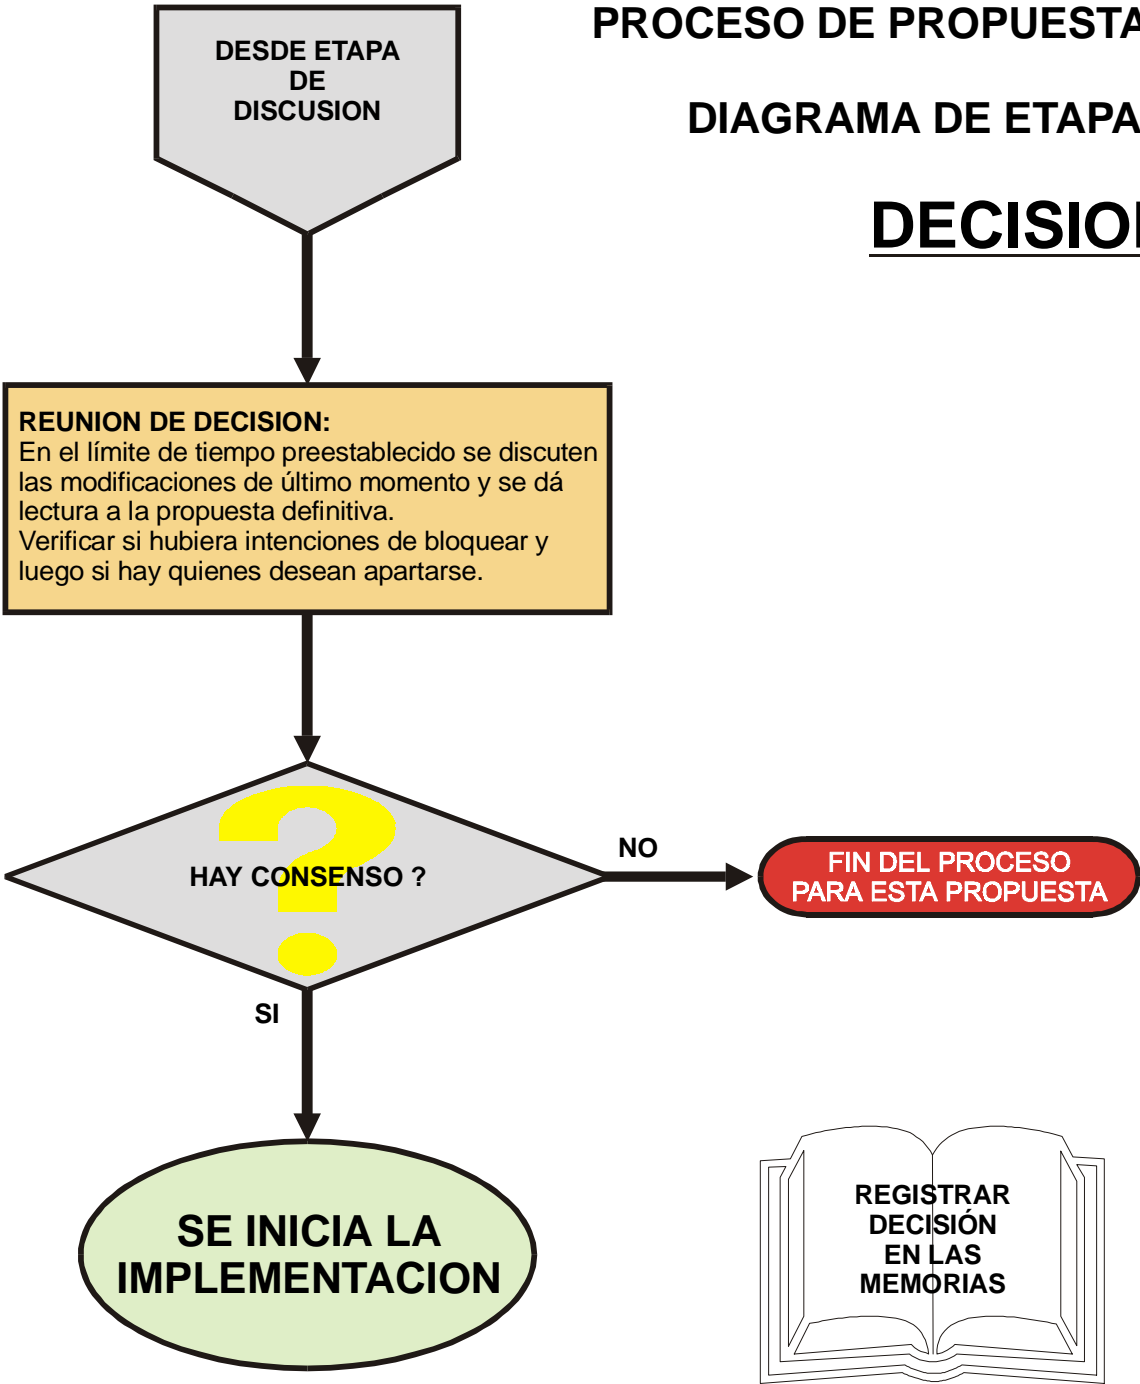 PROCESO DE PROPUESTA
DIAGRAMA DE ETAPA
DECISION
DESDE ETAPA
DE
DISCUSION
REUNION DE DECISION:
En el límite de tiempo preestablecido se discuten
las modificaciones de último momento y se dá
lectura a la propuesta definitiva.
Verificar si hubiera intenciones de bloquear y
luego si hay quienes desean apartarse.
?
HAY CONSENSO ?
NO
FIN DEL PROCESO
PARA ESTA PROPUESTA
SI
SE INICIA LA
IMPLEMENTACION
REGISTRAR
DECISIÓN
EN LAS
MEMORIAS